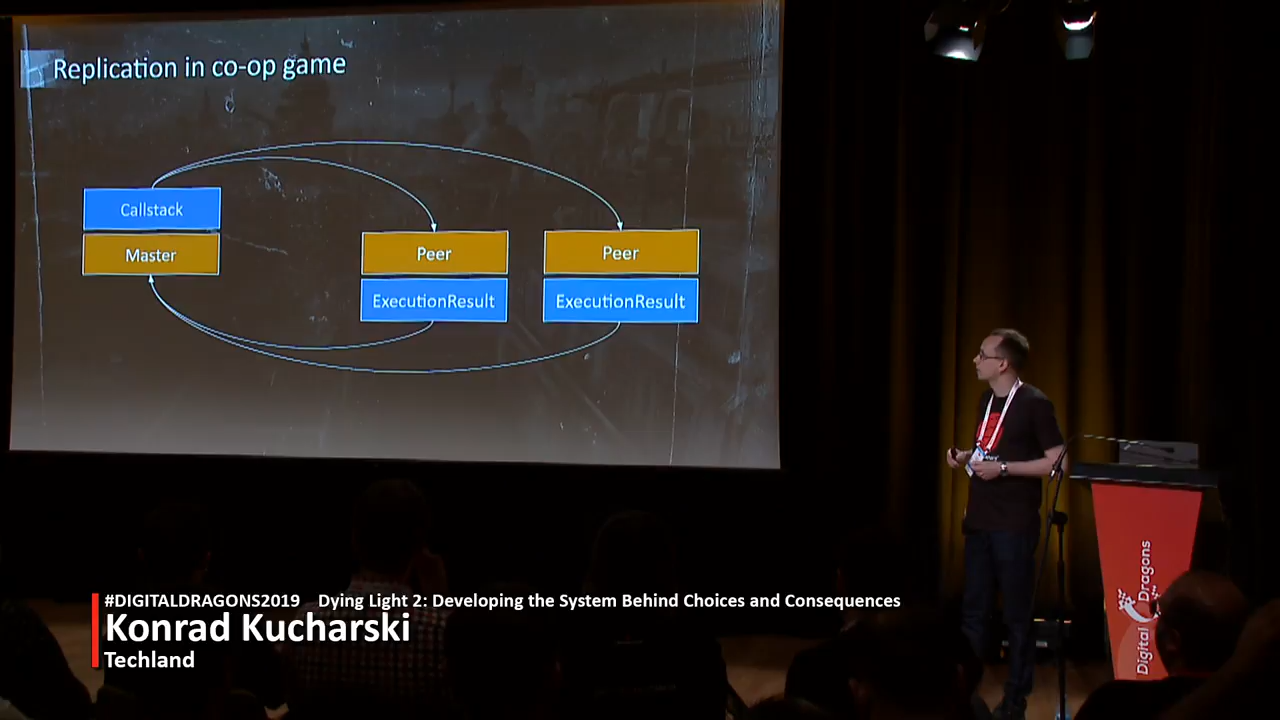 Replication in co-op game
Callstack
Master
Peer
ExecutionResult
Peer
ExecutionResult
#DIGITALDRAGONS2019 Dying Light 2: Developing the System Behind Choices and Consequences
Konrad Kucharski
Techland
Digital Dragons